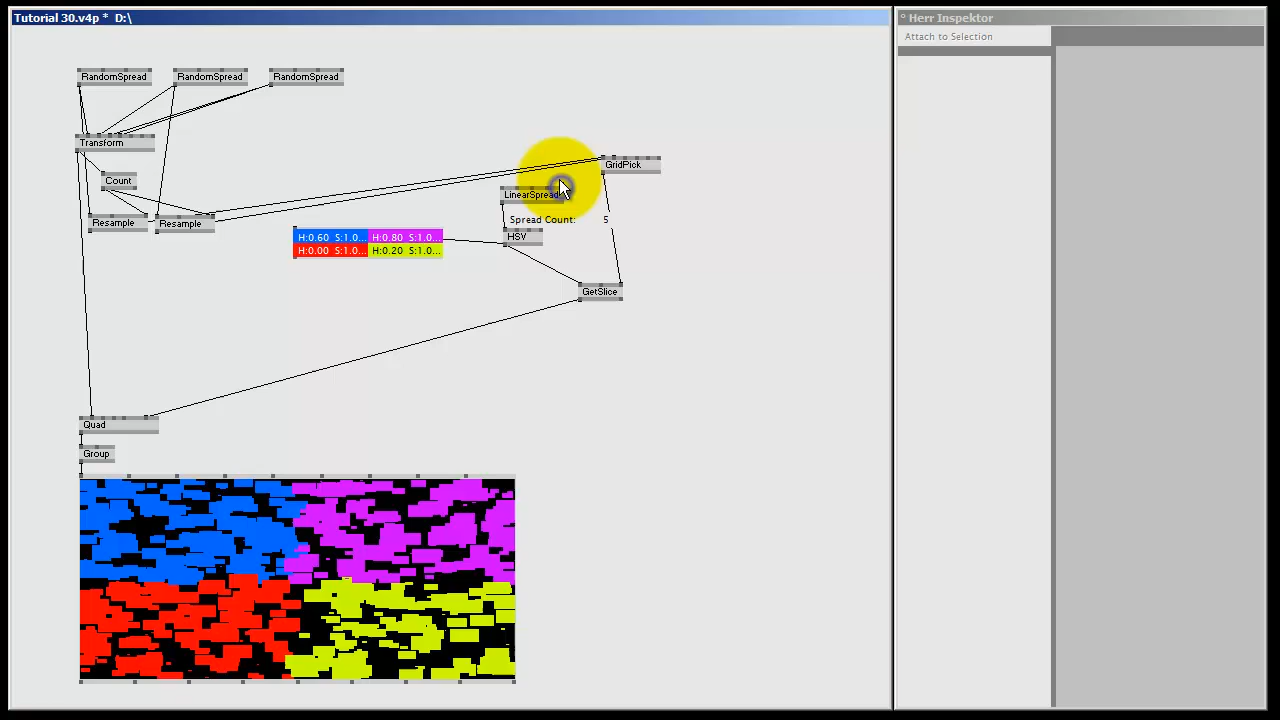 Tutorial 30.v4p * D:\
° Herr Inspektor
Attach to Selection
RandomSpread
RandomSpread
RandomSpread
Transform
GridPick
Count
LinearSpread
Resample
Resample
Spread Count: 5
H:0.60 S:1.0...
H:0.80 S:1.0...
HSV
H:0.00 S:1.0...
H:0.20 S:1.0...
GetSlice
Quad
Group